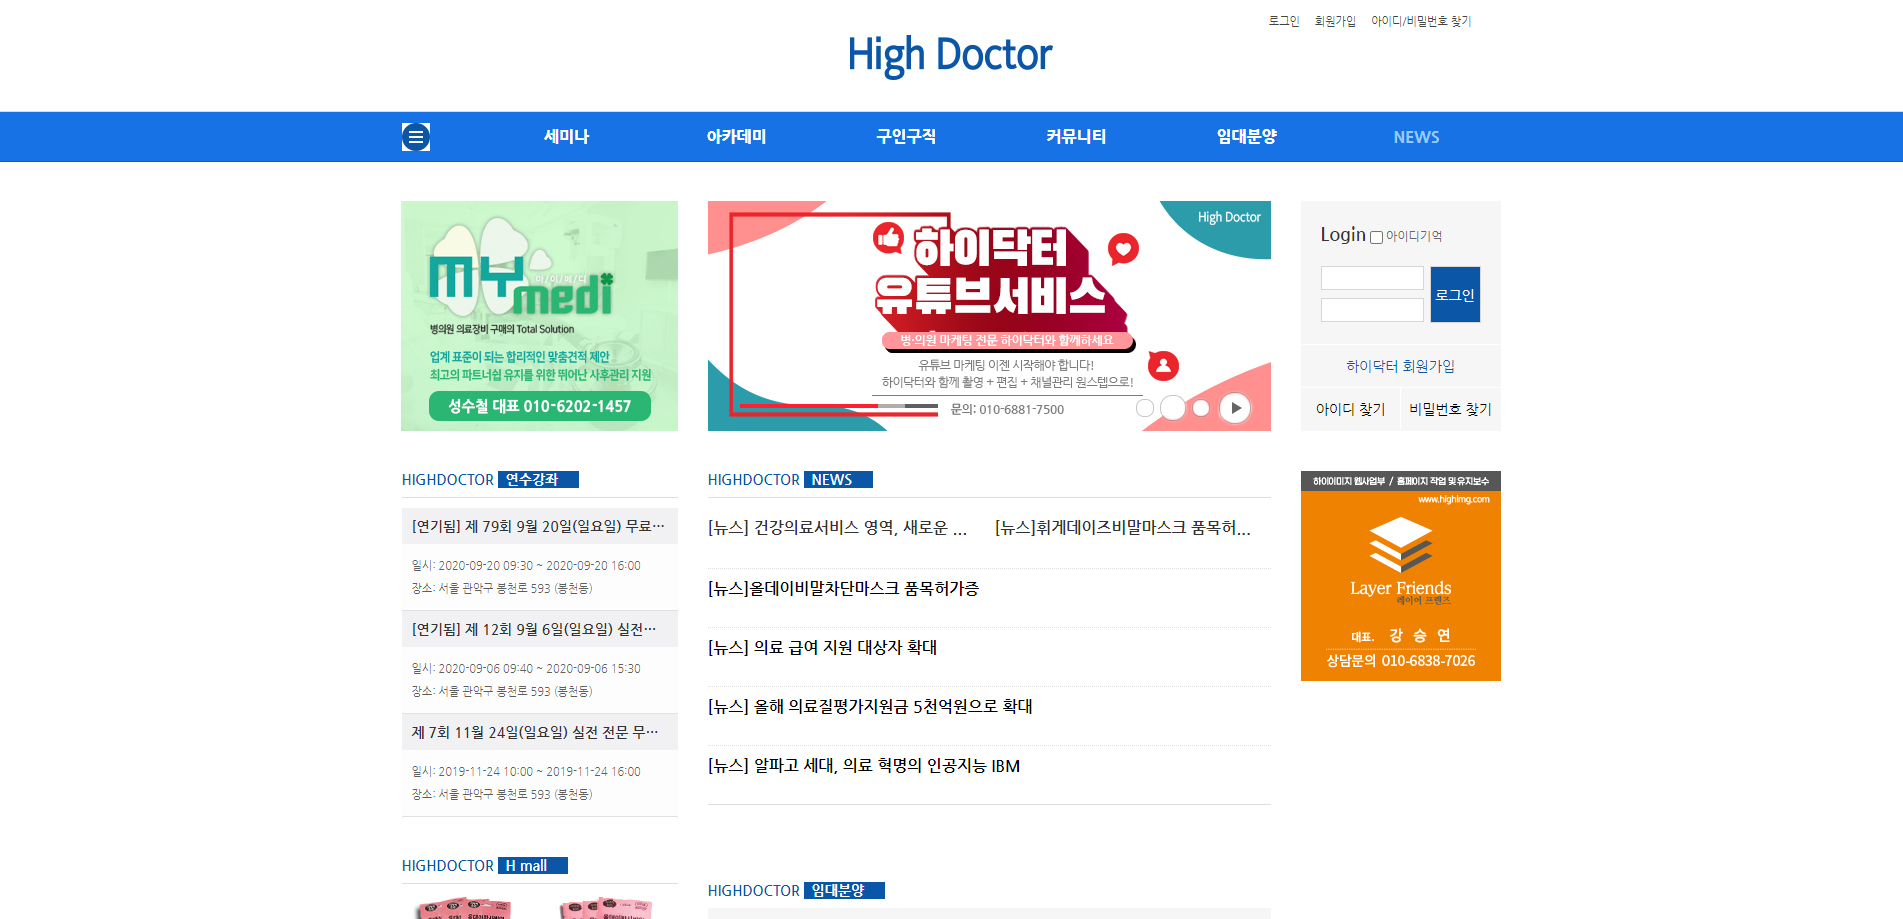 로그인 회원가입 아이디/비밀번호 찾기
High Doctor
세미나 아카데미 구인구직 커뮤니티 임대분양 NEWS
my medi
마/이/메/디
병의원 의료장비 구매의 Total Solution
업계 표준이 되는 합리적인 맞춤견적 제안
최고의 파트너쉽 유지를 위한 뛰어난 사후관리 지원
성수철 대표 010-6202-1457
High Doctor
하이닥터
유튜브서비스
병·의원 마케팅 전문 하이닥터와 함께하세요
유튜브 마케팅 이젠 시작해야 합니다!
하이닥터와 함께 촬영 + 편집 + 채널관리 원스텝으로!
문의: 010-6881-7500
Login 아이디기억
로그인
하이닥터 회원가입
아이디 찾기 비밀번호 찾기
HIGHDOCTOR 연수강좌
[연기됨] 제 79회 9월 20일(일요일) 무료…
일시: 2020-09-20 09:30 ~ 2020-09-20 16:00
장소: 서울 관악구 봉천로 593 (봉천동)
[연기됨] 제 12회 9월 6일(일요일) 실전…
일시: 2020-09-06 09:40 ~ 2020-09-06 15:30
장소: 서울 관악구 봉천로 593 (봉천동)
제 7회 11월 24일(일요일) 실전 전문 무…
일시: 2019-11-24 10:00 ~ 2019-11-24 16:00
장소: 서울 관악구 봉천로 593 (봉천동)
HIGHDOCTOR NEWS
[뉴스] 건강의료서비스 영역, 새로운 ...
[뉴스]휘게데이즈비말마스크 품목허...
[뉴스]올데이비말차단마스크 품목허가증
[뉴스] 의료 급여 지원 대상자 확대
[뉴스] 올해 의료질평가지원금 5천억원으로 확대
[뉴스] 알파고 세대, 의료 혁명의 인공지능 IBM
하이이미지 웹사업부 / 홈페이지 작업 및 유지보수
www.highimg.com
Layer Friends
레이어 프렌즈
대표. 강 승 연
상담문의 010-6838-7026
HIGHDOCTOR H mall
HIGHDOCTOR 임대분양